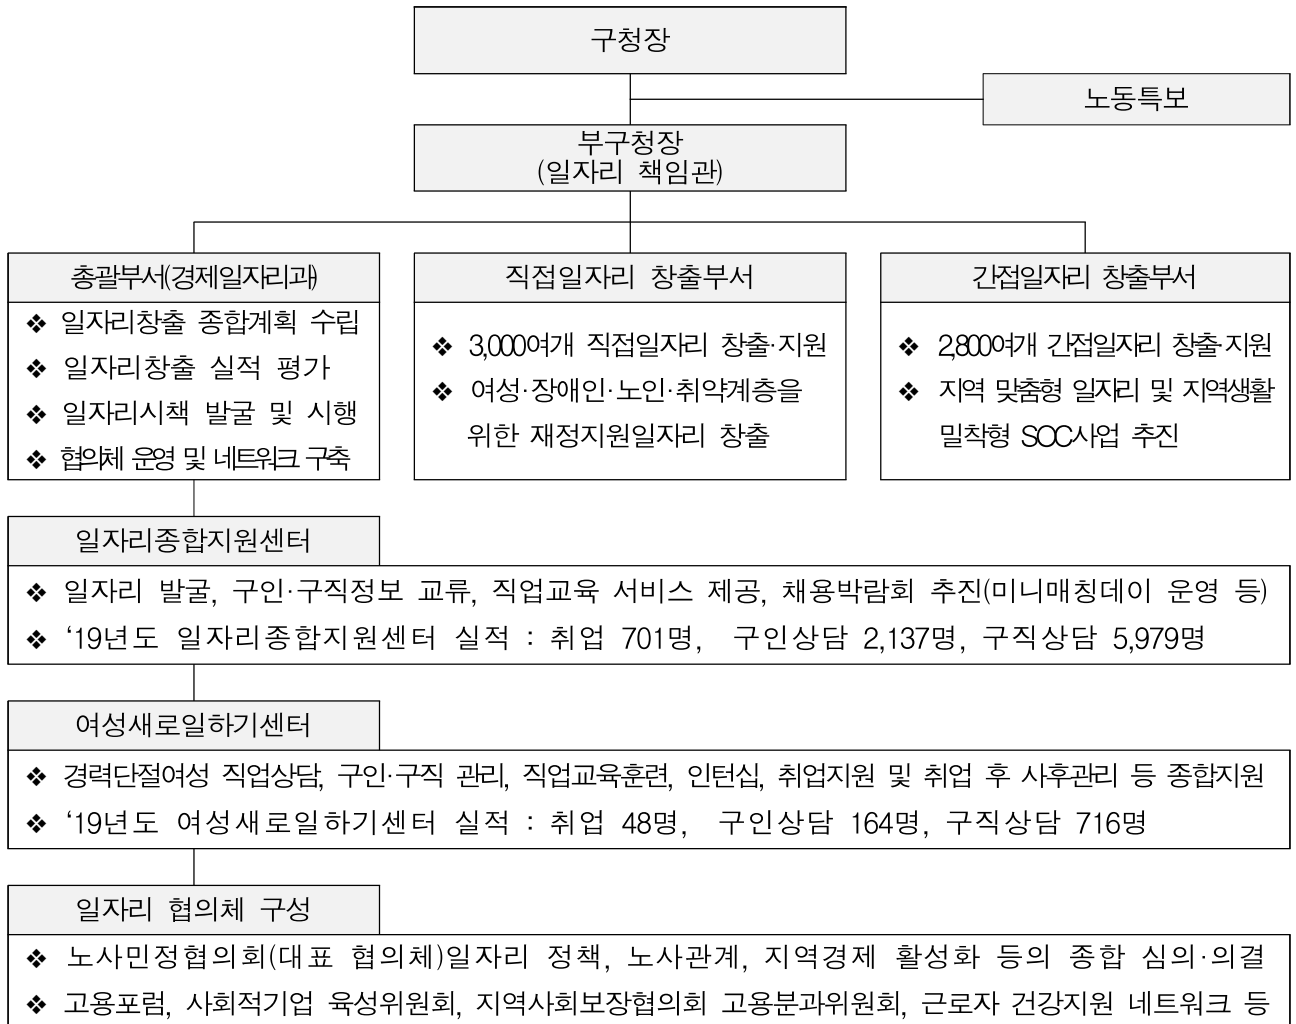 구청장
노동특보
부구청장
(일자리 책임관)
총괄부서(경제일자리과)
❖ 일자리창출 종합계획 수립
❖ 일자리창출 실적 평가
❖ 일자리시책 발굴 및 시행
❖ 협의체 운영 및 네트워크 구축
직접일자리 창출부서
❖ 3,000여개 직접일자리 창출·지원
❖ 여성·장애인·노인·취약계층을
위한 재정지원일자리 창출
간접일자리 창출부서
❖ 2,800여개 간접일자리 창출·지원
❖ 지역 맞춤형 일자리 및 지역생활
밀착형 SOC사업 추진
일자리종합지원센터
❖ 일자리 발굴, 구인·구직정보 교류, 직업교육 서비스 제공, 채용박람회 추진(미니매칭데이 운영 등)
❖ ‘19년도 일자리종합지원센터 실적 : 취업 701명, 구인상담 2,137명, 구직상담 5,979명
여성새로일하기센터
❖ 경력단절여성 직업상담, 구인·구직 관리, 직업교육훈련, 인턴십, 취업지원 및 취업 후 사후관리 등 종합지원
❖ ‘19년도 여성새로일하기센터 실적 : 취업 48명, 구인상담 164명, 구직상담 716명
일자리 협의체 구성
❖ 노사민정협의회(대표 협의체)일자리 정책, 노사관계, 지역경제 활성화 등의 종합 심의·의결
❖ 고용포럼, 사회적기업 육성위원회, 지역사회보장협의회 고용분과위원회, 근로자 건강지원 네트워크 등